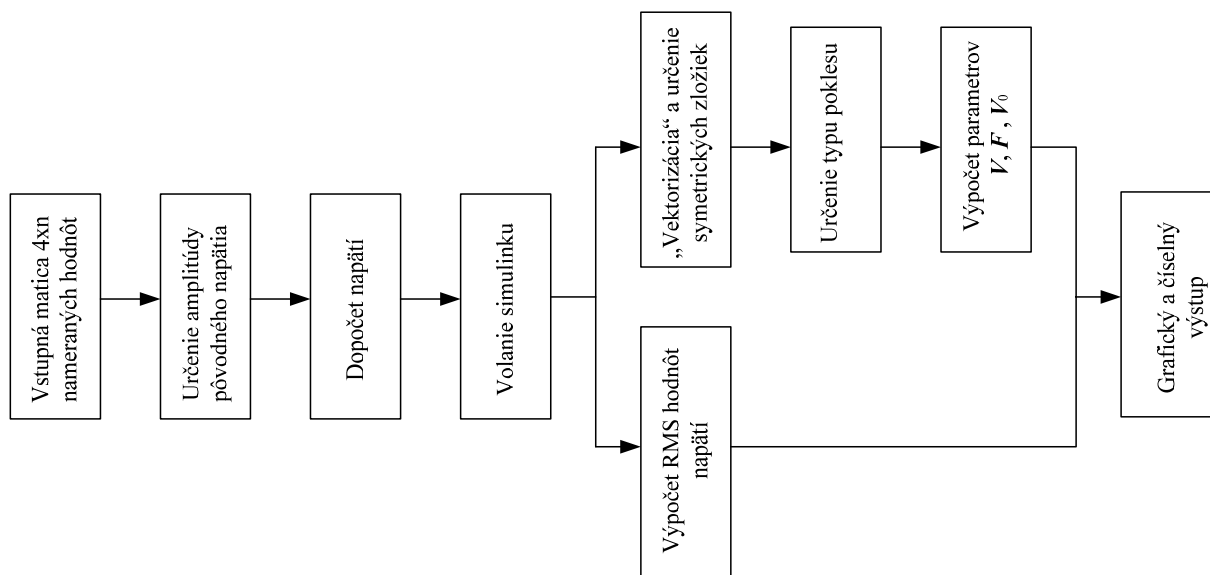 Vstupná matica 4xn
nameraných hodnôt
Určenie amplitúdy
pôvodného napätia
Dopočet napätí
Volanie simulinku
Výpočet RMS hodnôt
napätí
„Vektorizácia“ a určenie
symetrických zložiek
Určenie typu poklesu
Výpočet parametrov
V, F , V₀
Grafický a číselný
výstup